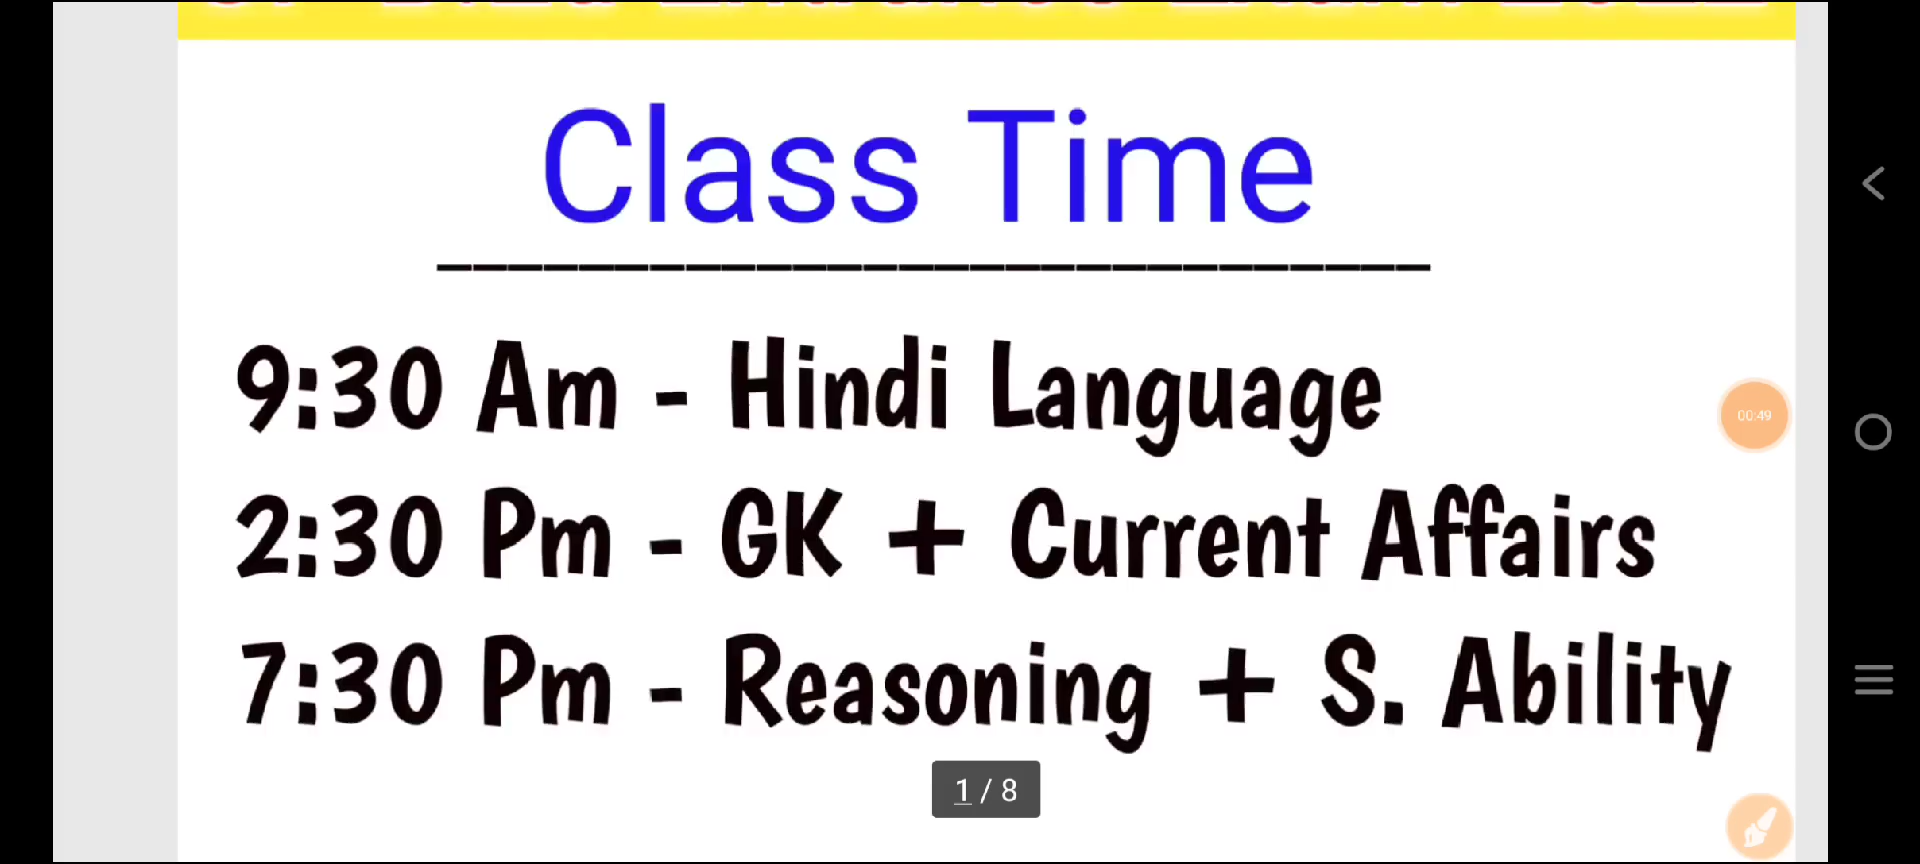 Class Time
9:30 Am - Hindi Language
00:49
2:30 Pm - GK + Current Affairs
7:30 Pm - Reasoning + S. Ability
1 / 8